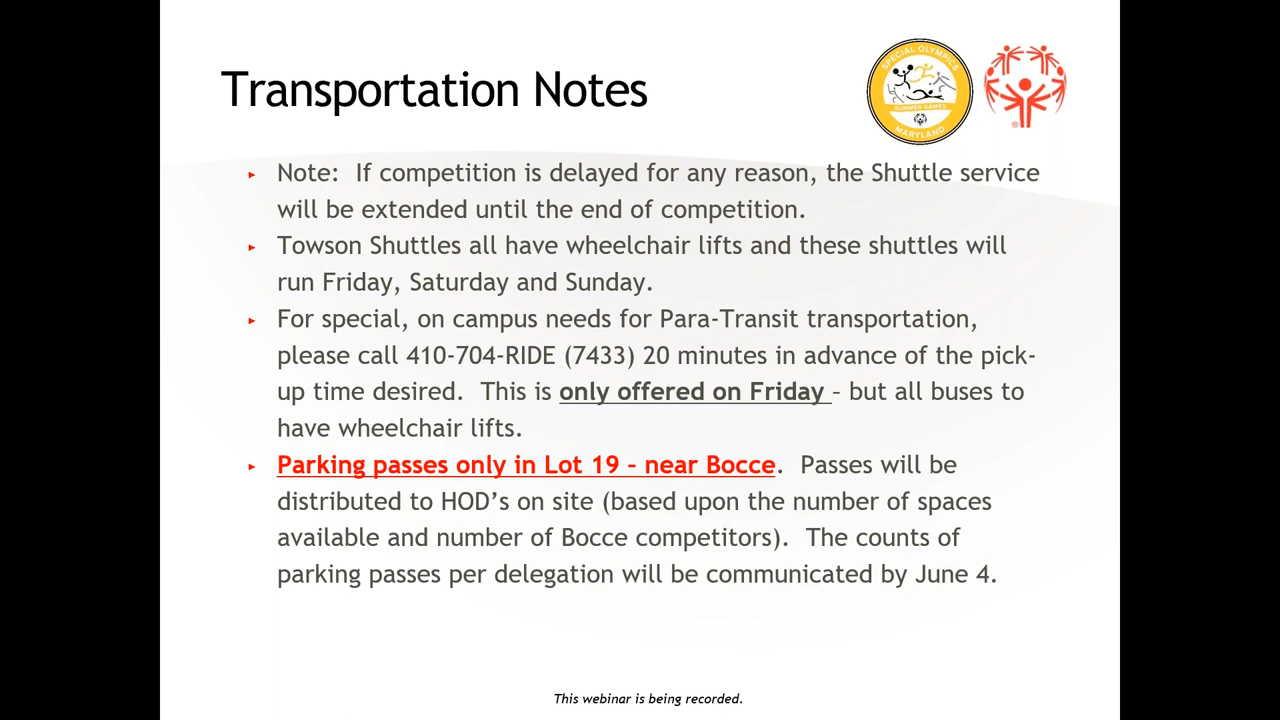 Transportation Notes
SPECIAL OLYMPICS
SUMMER GAMES
MARYLAND
Note:  If competition is delayed for any reason, the Shuttle service
will be extended until the end of competition.
Towson Shuttles all have wheelchair lifts and these shuttles will
run Friday, Saturday and Sunday.
For special, on campus needs for Para-Transit transportation,
please call 410-704-RIDE (7433) 20 minutes in advance of the pick-
up time desired.  This is only offered on Friday – but all buses to
have wheelchair lifts.
Parking passes only in Lot 19 – near Bocce.  Passes will be
distributed to HOD’s on site (based upon the number of spaces
available and number of Bocce competitors).  The counts of
parking passes per delegation will be communicated by June 4.
This webinar is being recorded.